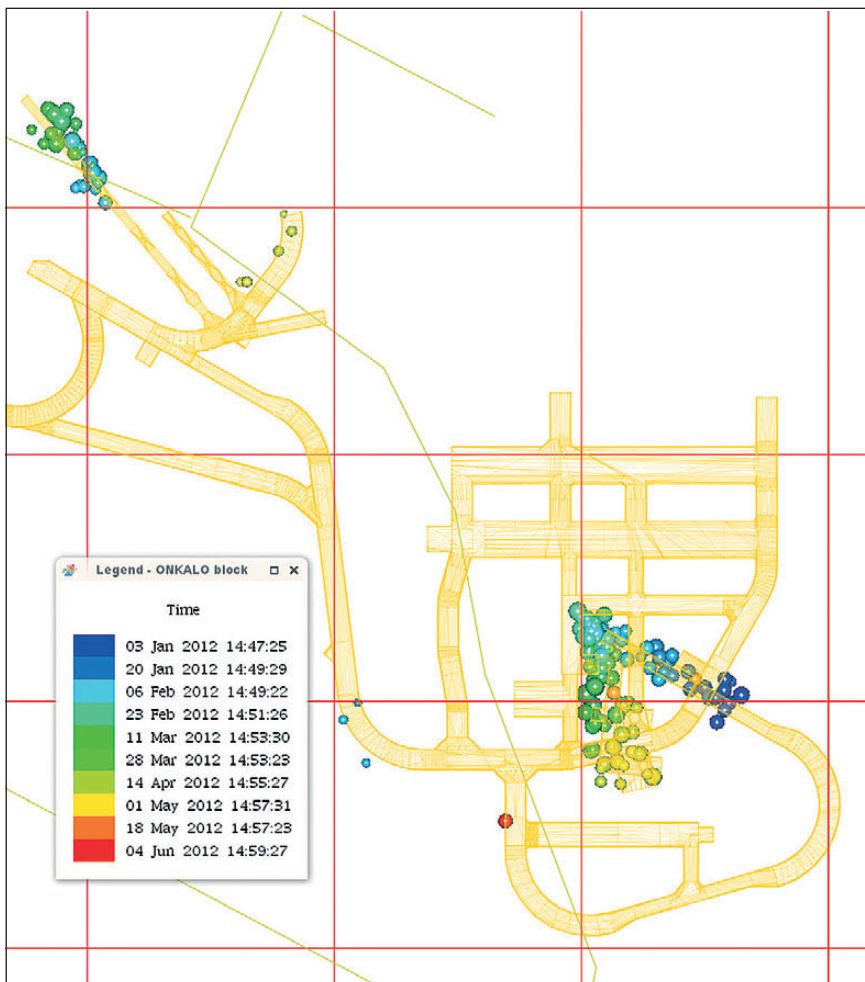 Legend - ONKALO block
Time
03 Jan 2012 14:47:25
20 Jan 2012 14:49:29
06 Feb 2012 14:49:22
23 Feb 2012 14:51:26
11 Mar 2012 14:53:30
28 Mar 2012 14:53:23
14 Apr 2012 14:55:27
01 May 2012 14:57:31
18 May 2012 14:57:23
04 Jun 2012 14:59:27